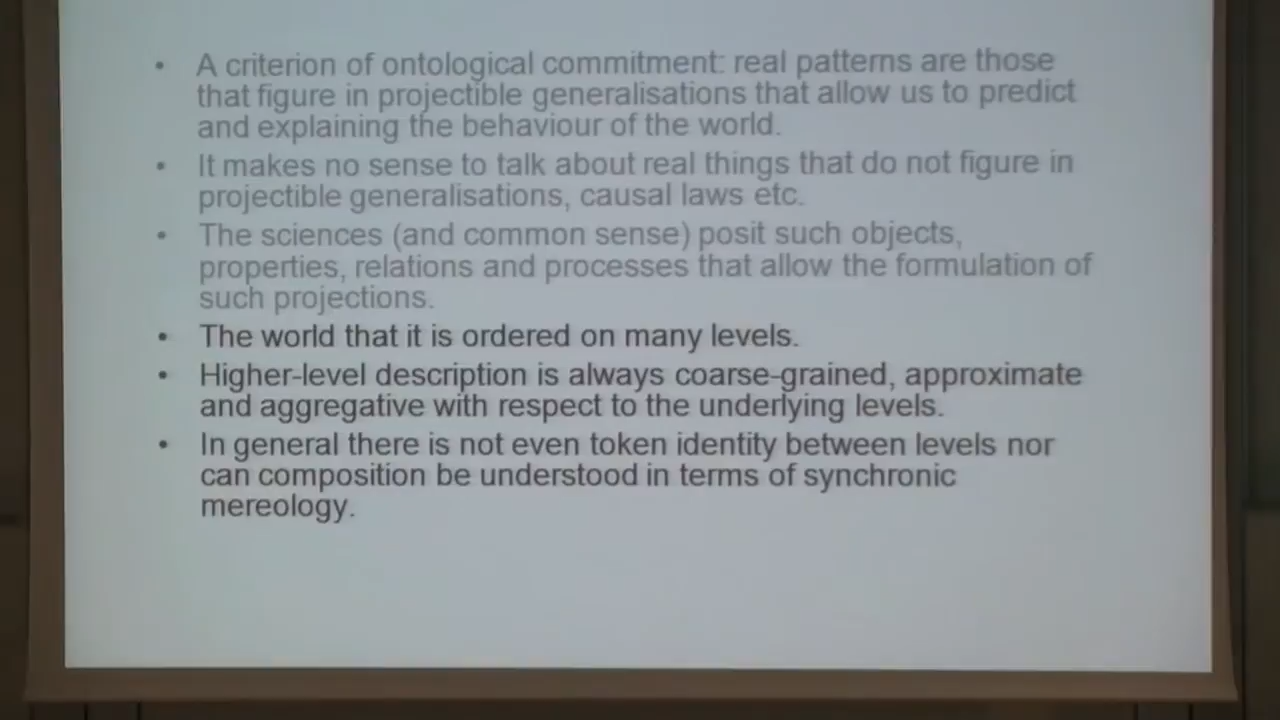 • A criterion of ontological commitment: real patterns are those
that figure in projectible generalisations that allow us to predict
and explaining the behaviour of the world.
• It makes no sense to talk about real things that do not figure in
projectible generalisations, causal laws etc.
• The sciences (and common sense) posit such objects,
properties, relations and processes that allow the formulation of
such projections.
• The world that it is ordered on many levels.
• Higher-level description is always coarse-grained, approximate
and aggregative with respect to the underlying levels.
• In general there is not even token identity between levels nor
can composition be understood in terms of synchronic
mereology.